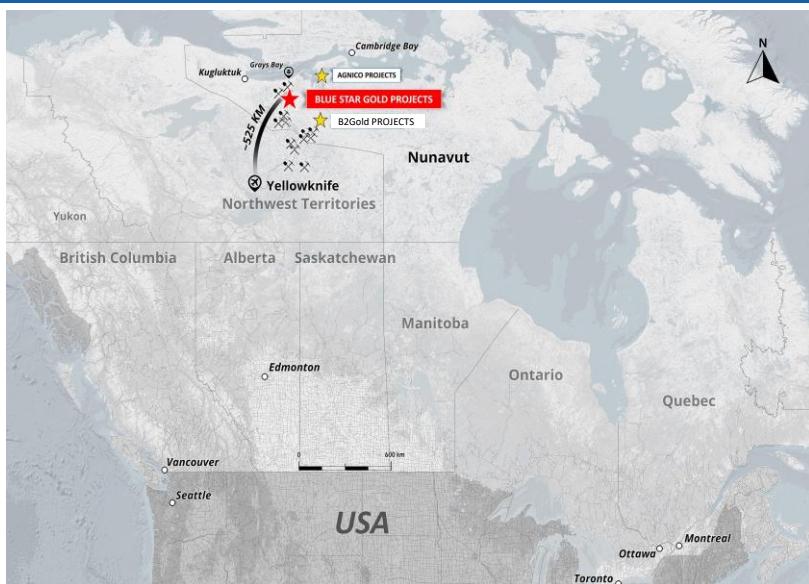 Cambridge Bay
N
Grays Bay
Kugluktuk
AGNICO PROJECTS
BLUE STAR GOLD PROJECTS
~525 KM
B2Gold PROJECTS
Nunavut
Yellowknife
Northwest Territories
Yukon
British Columbia
Alberta
Saskatchewan
Manitoba
Edmonton
Ontario
Quebec
0
600 km
Vancouver
Seattle
USA
Montreal
Ottawa
Toronto